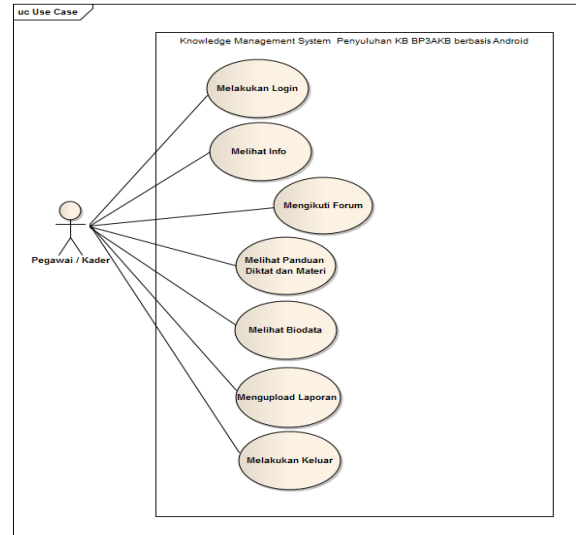 uc Use Case
Knowledge Management System Penyuluhan KB BP3AKB berbasis Android
Melakukan Login
Melihat Info
Mengikuti Forum
Pegawai / Kader
Melihat Panduan
Diktat dan Materi
Melihat Biodata
Mengupload Laporan
Melakukan Keluar